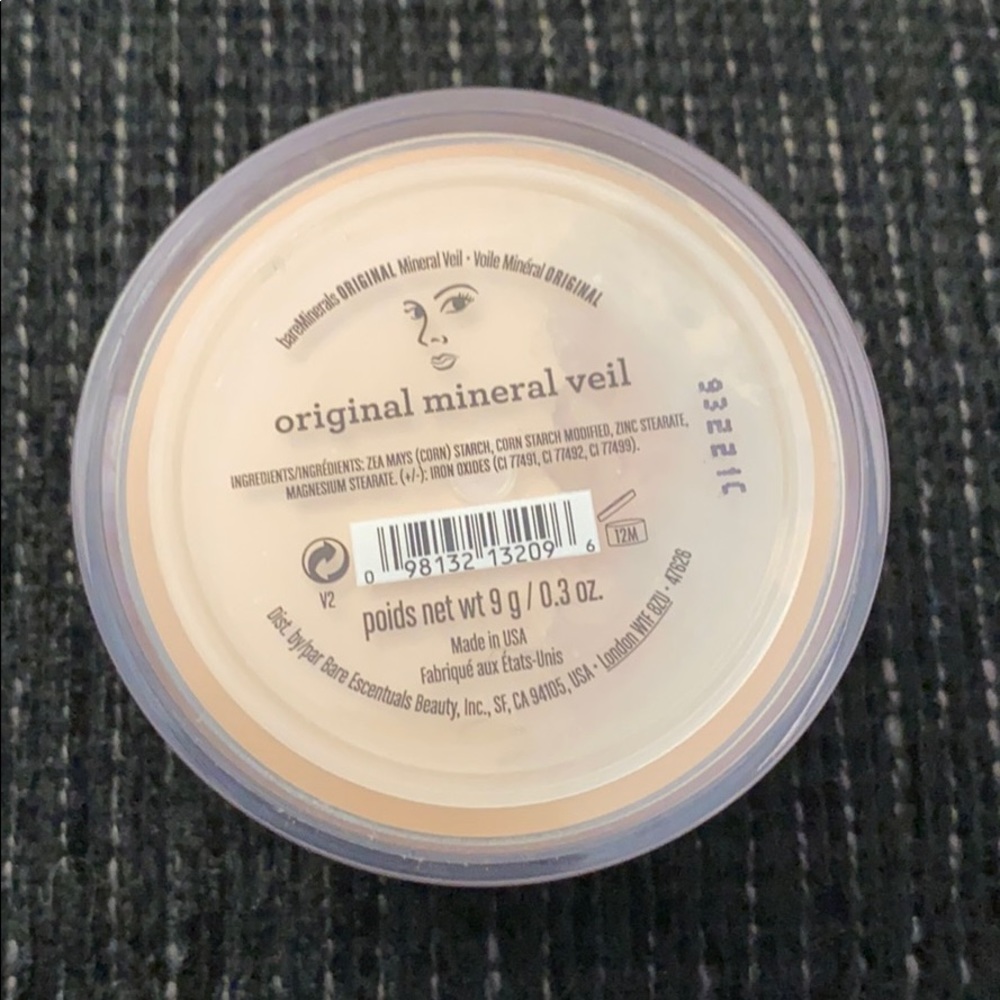 bareMinerals ORIGINAL Mineral Veil • Voile Minéral ORIGINAL
original mineral veil
INGREDIENTS/INGRÉDIENTS: ZEA MAYS (CORN) STARCH, CORN STARCH MODIFIED, ZINC STEARATE,
MAGNESIUM STEARATE. (+/-): IRON OXIDES (CI 77491, CI 77492, CI 77499).
93221C
0 98132 13209 6
12M
V2
poids net wt 9 g / 0.3 oz.
Made in USA
Fabriqué aux États-Unis
Dist. by/par Bare Escentuals Beauty, Inc., SF, CA 94105, USA • London W1F 8ZU • 47626